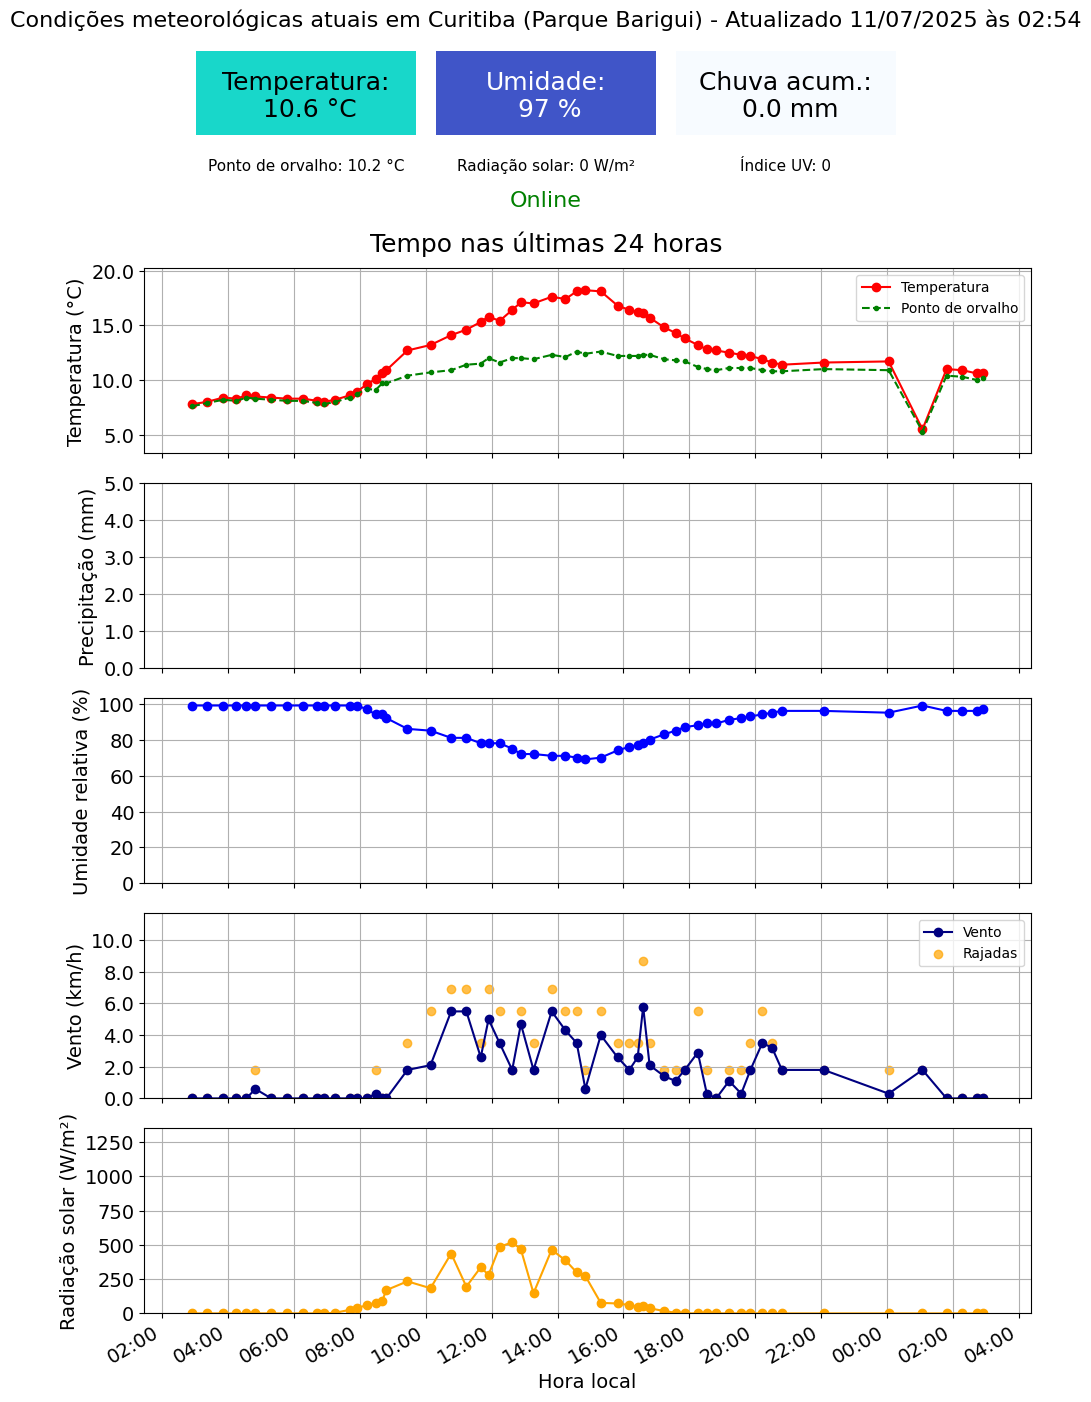 Condições meteorológicas atuais em Curitiba (Parque Barigui) - Atualizado 11/07/2025 às 02:54
Temperatura:
10.6 °C
Umidade:
97 %
Chuva acum.:
0.0 mm
Ponto de orvalho: 10.2 °C
Radiação solar: 0 W/m²
Índice UV: 0
Online
Tempo nas últimas 24 horas
Temperatura (°C)
20.0
15.0
10.0
5.0
Temperatura
Ponto de orvalho
Precipitação (mm)
5.0
4.0
3.0
2.0
1.0
0.0
Umidade relativa (%)
100
80
60
40
20
0
Vento (km/h)
10.0
8.0
6.0
4.0
2.0
0.0
Vento
Rajadas
Radiação solar (W/m²)
1250
1000
750
500
250
0
02:00
04:00
06:00
08:00
10:00
12:00
14:00
16:00
18:00
20:00
22:00
00:00
02:00
04:00
Hora local